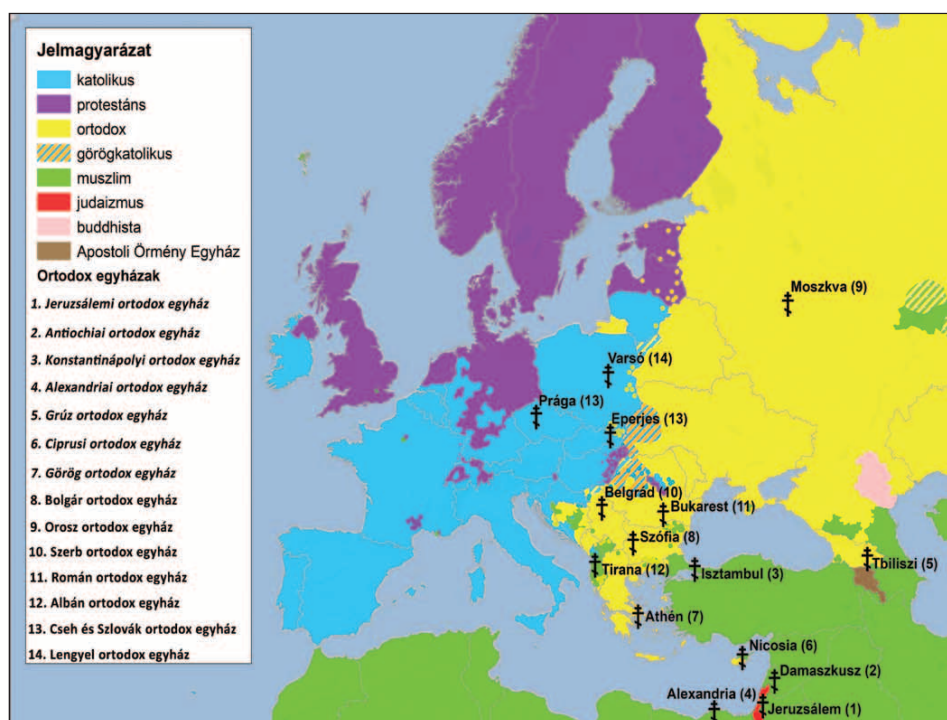 Jelmagyarázat
katolikus
protestáns
ortodox
görögkatolikus
muszlim
judaizmus
buddhista
Apostoli Örmény Egyház
Ortodox egyházak
1. Jeruzsálemi ortodox egyház
2. Antiochiai ortodox egyház
3. Konstantinápolyi ortodox egyház
4. Alexandriai ortodox egyház
5. Grúz ortodox egyház
6. Ciprusi ortodox egyház
7. Görög ortodox egyház
8. Bolgár ortodox egyház
9. Orosz ortodox egyház
10. Szerb ortodox egyház
11. Román ortodox egyház
12. Albán ortodox egyház
13. Cseh és Szlovák ortodox egyház
14. Lengyel ortodox egyház
Moszkva (9)
Varsó (14)
Prága (13)
Eperjes (13)
Belgrád (10)
Bukarest (11)
Szófia (8)
Tirana (12)
Isztambul (3)
Tbiliszi (5)
Athén (7)
Nicosia (6)
Damaszkusz (2)
Alexandria (4)
Jeruzsálem (1)